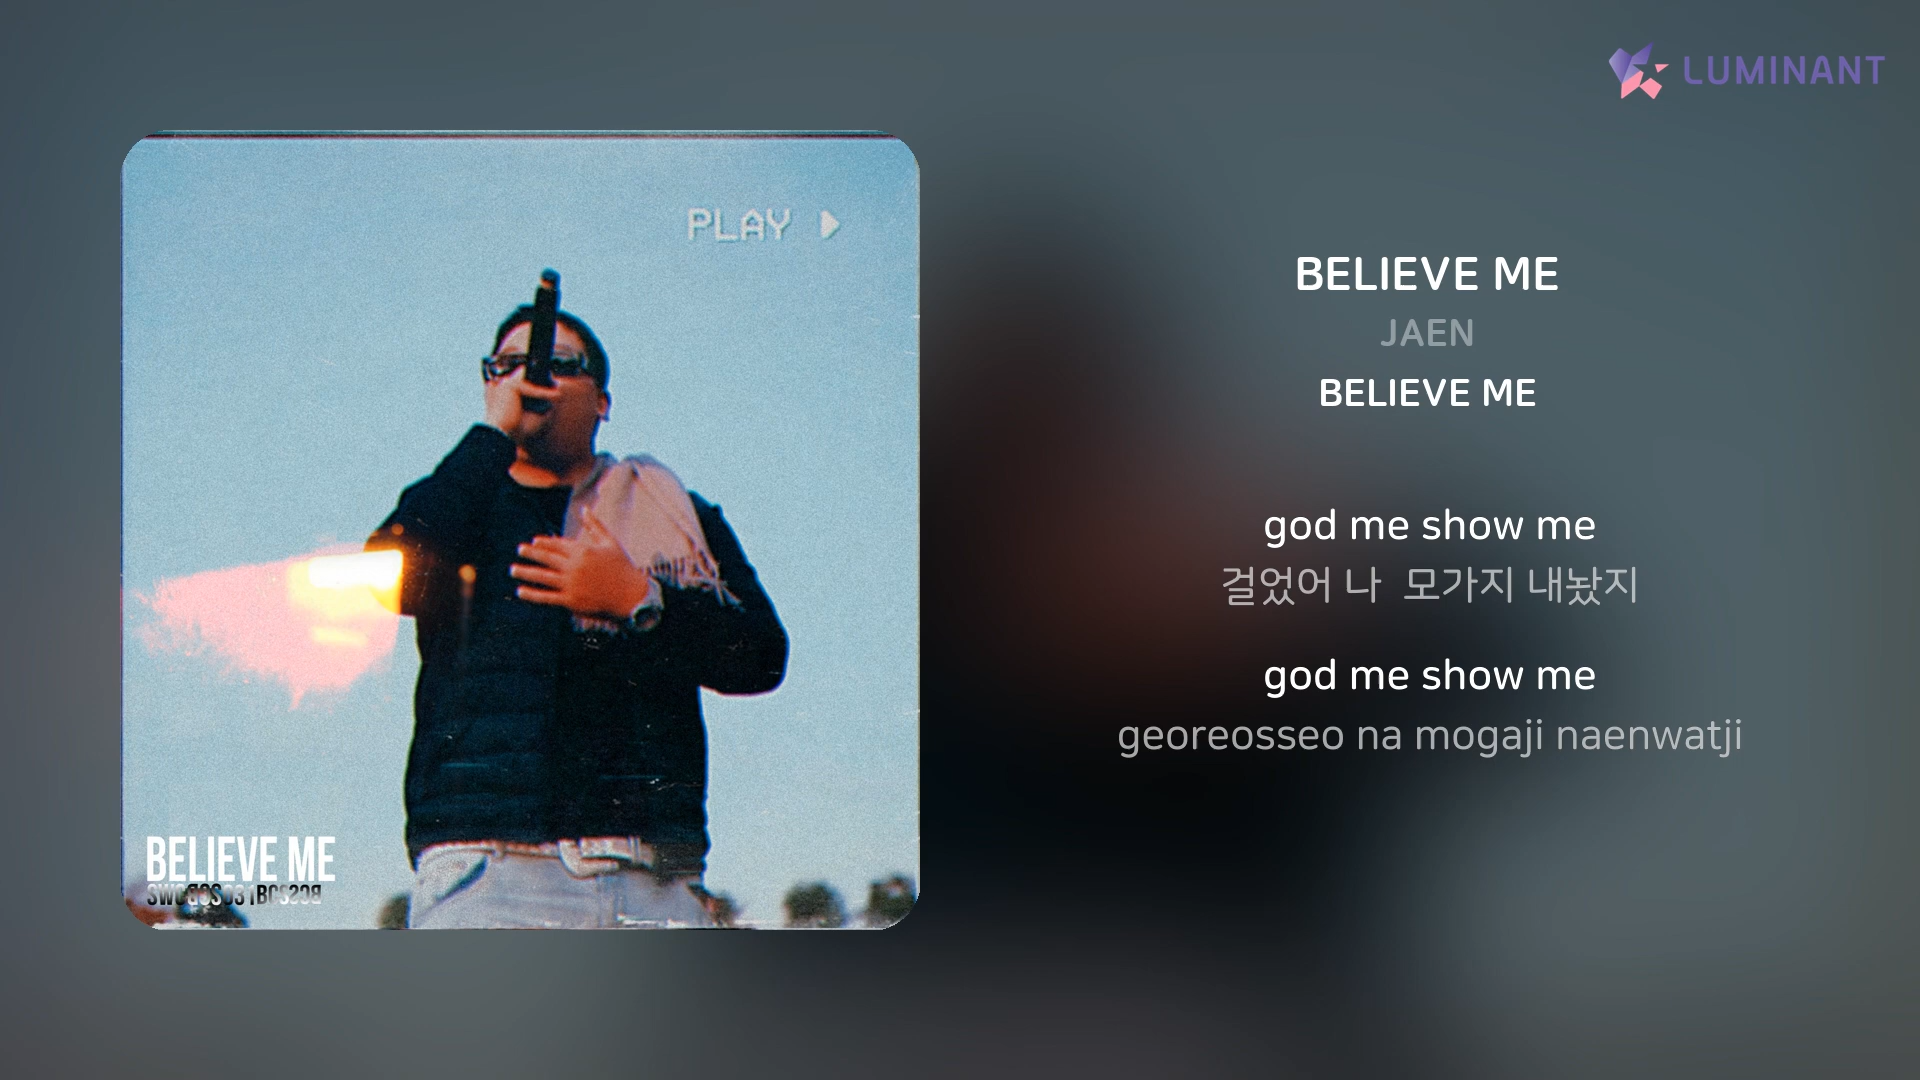 LUMINANT
PLAY
BELIEVE ME
BELIEVE ME
JAEN
BELIEVE ME
god me show me
걸었어 나 모가지 내놨지
god me show me
georeosseo na mogaji naenwatji